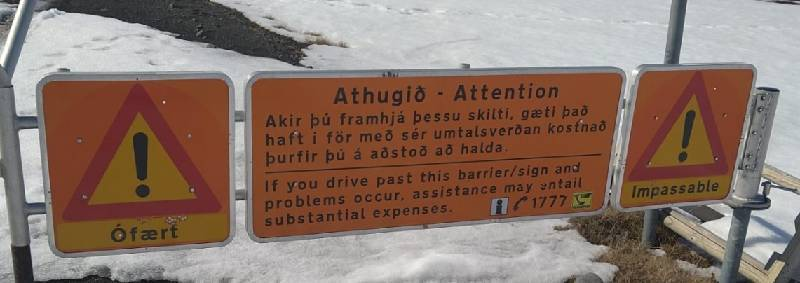 Ófært
Athugið - Attention
Akir þú framhjá þessu skilti, gæti það
haft í för með sér umtalsverðan kostnað
þurfir þú á aðstoð að halda.
If you drive past this barrier/sign and
problems occur, assistance may entail
substantial expenses.
i 1777
Impassable